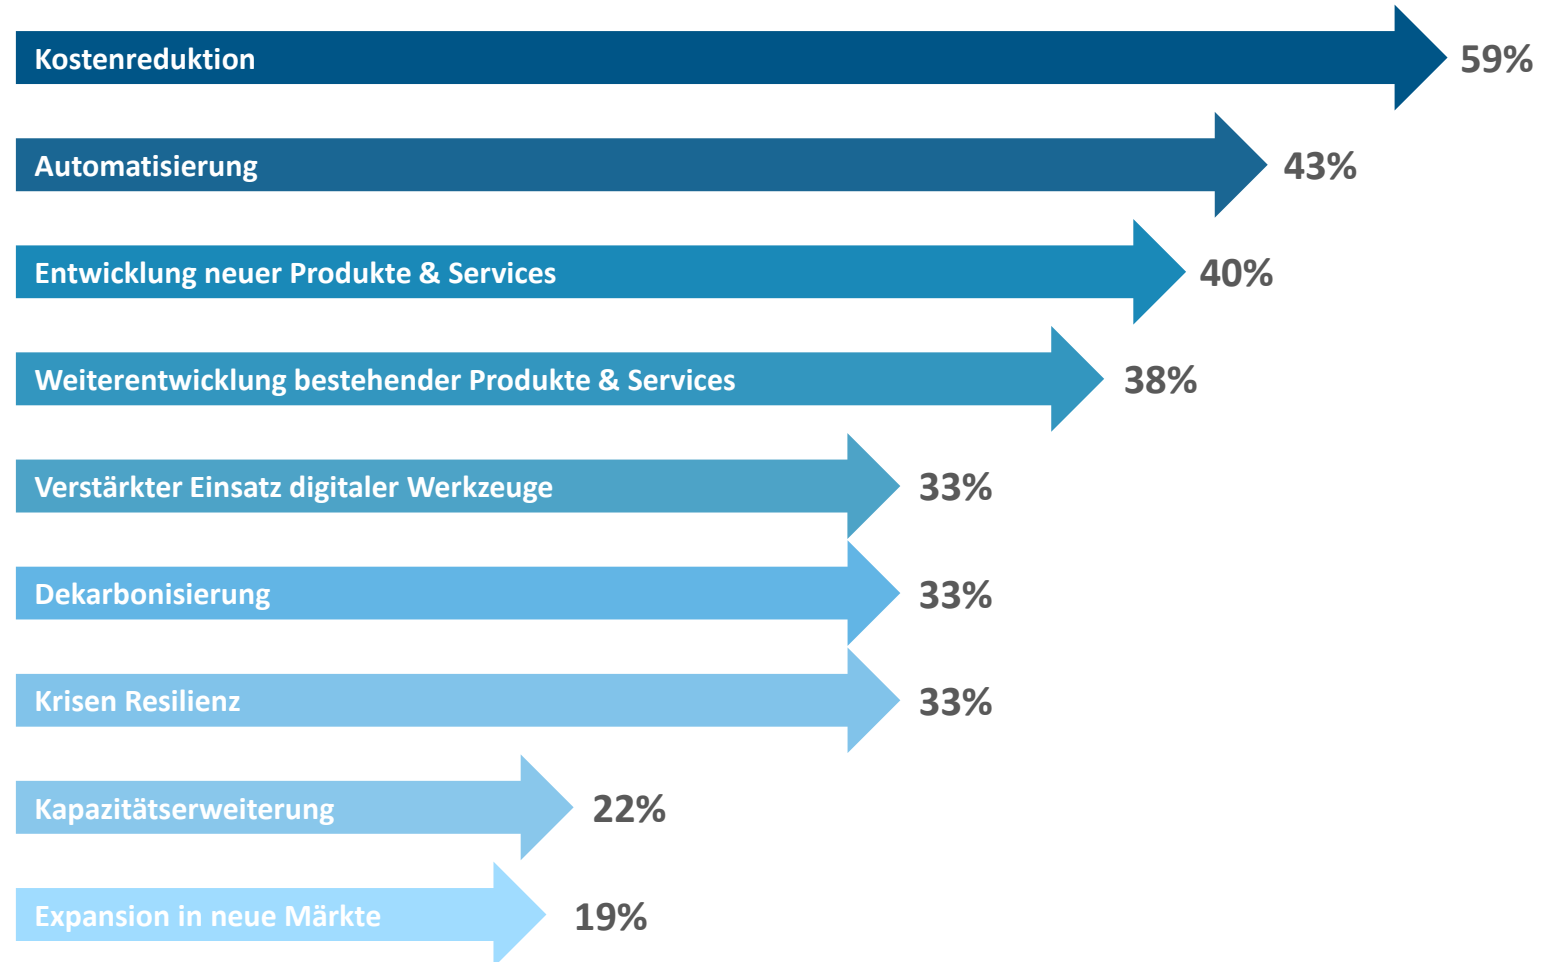 Kostenreduktion 59%
Automatisierung 43%
Entwicklung neuer Produkte & Services 40%
Weiterentwicklung bestehender Produkte & Services 38%
Verstärkter Einsatz digitaler Werkzeuge 33%
Dekarbonisierung 33%
Krisen Resilienz 33%
Kapazitätserweiterung 22%
Expansion in neue Märkte 19%